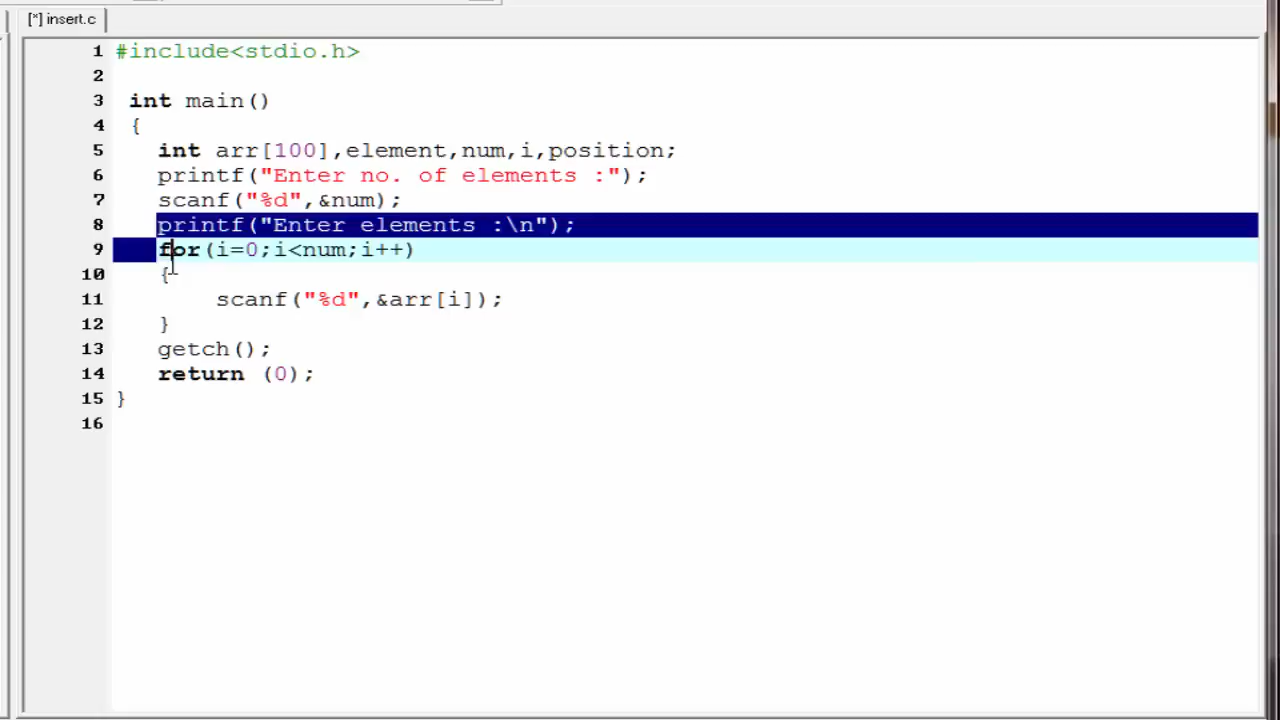 [*] insert.c
1 #include<stdio.h>
2
3 int main()
4 {
5 int arr[100],element,num,i,position;
6 printf("Enter no. of elements :");
7 scanf("%d",&num);
8 printf("Enter elements :\n");
9 for(i=0;i<num;i++)
10 {
11 scanf("%d",&arr[i]);
12 }
13 getch();
14 return (0);
15 }
16